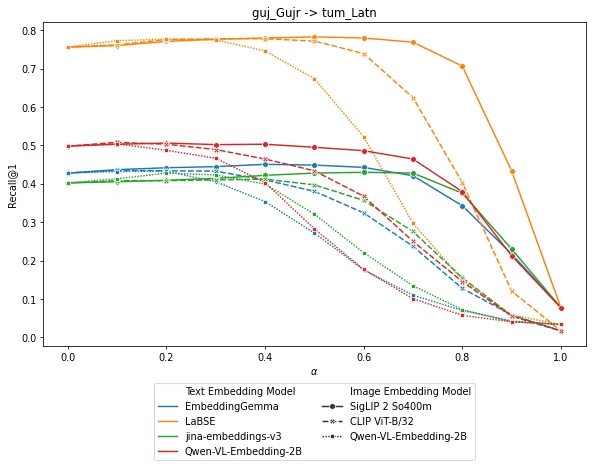 guj_Gujr -> tum_Latn
Recall@1
0.8
0.7
0.6
0.5
0.4
0.3
0.2
0.1
0.0
0.0 0.2 0.4 0.6 0.8 1.0
α
Text Embedding Model
EmbeddingGemma
LaBSE
jina-embeddings-v3
Qwen-VL-Embedding-2B
Image Embedding Model
SigLIP 2 So400m
CLIP ViT-B/32
Qwen-VL-Embedding-2B